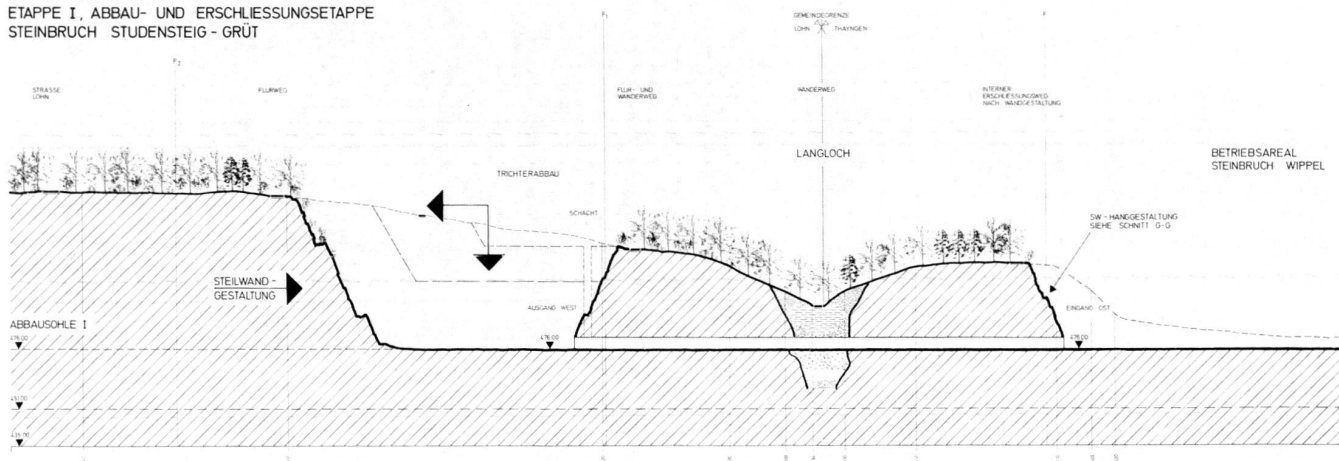 ETAPPE I, ABBAU- UND ERSCHLIESSUNGSETAPPE
STEINBRUCH STUDENSTEIG - GRÜT
GEMEINDEGRENZE
LOHN THAYNGEN
STRASSE
LOHN
FLURWEG
FLUR- UND
WANDERWEG
WANDERWEG
INTERNER
ERSCHLIESSUNGSWEG
NACH WANDGESTALTUNG
LANGLOCH
BETRIEBSAREAL
STEINBRUCH WIPPEL
TRICHTERABBAU
SCHACHT
SW - HANGGESTALTUNG
SIEHE SCHNITT G-G
STEILWAND -
GESTALTUNG
AUSGANG WEST
EINGANG OST
ABBAUSOHLE I